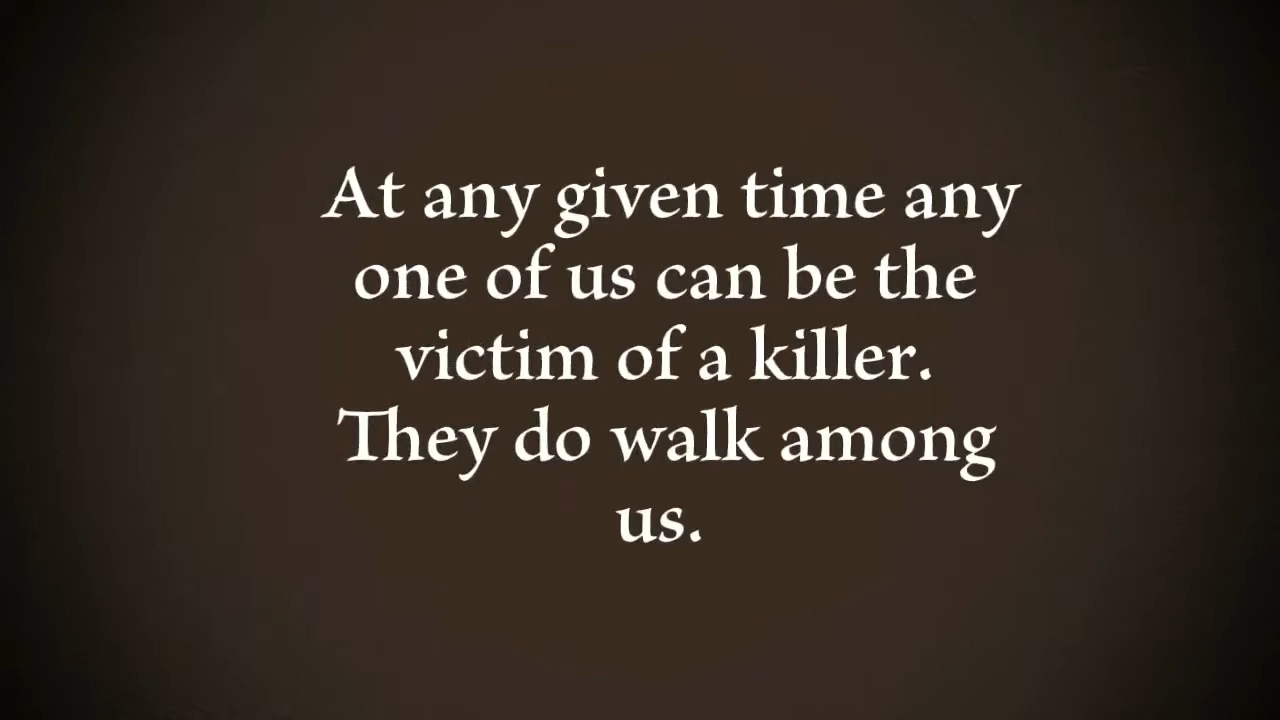 At any given time any
one of us can be the
victim of a killer.
They do walk among
us.